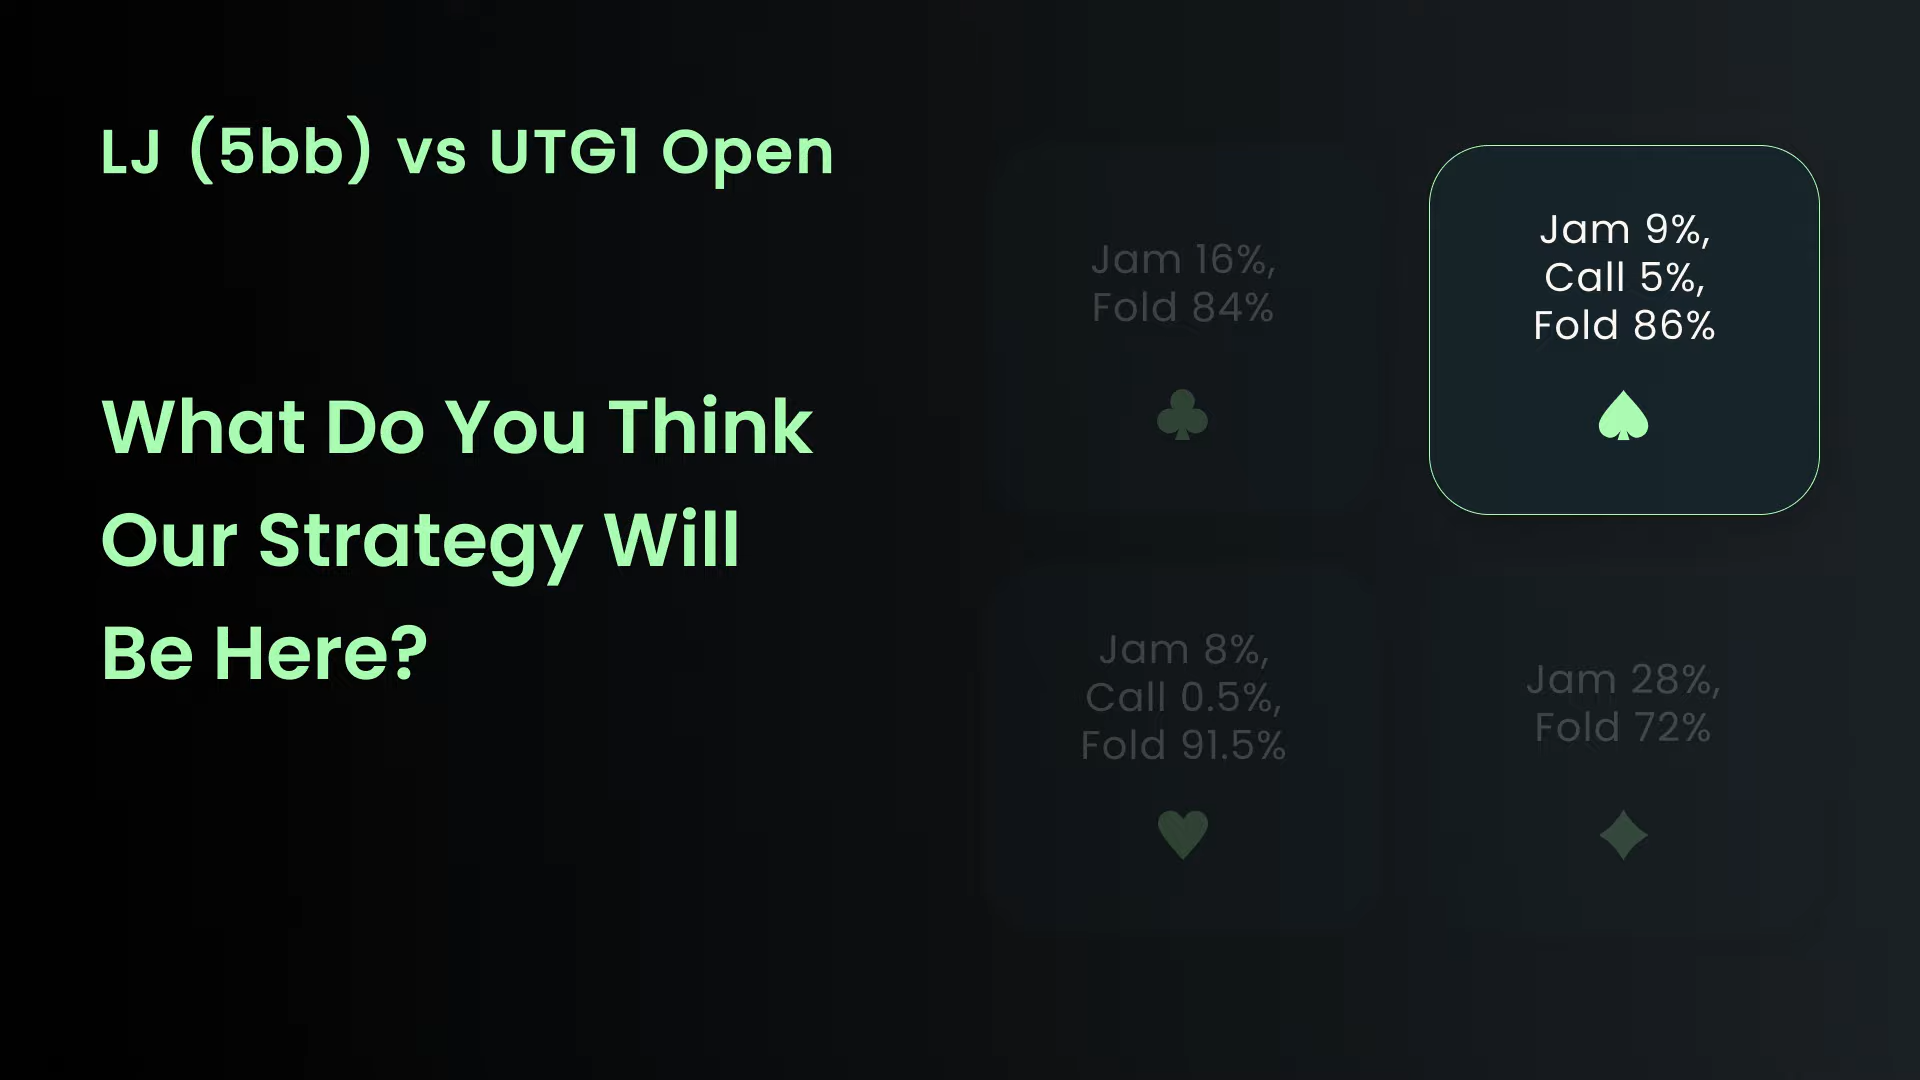 LJ (5bb) vs UTG1 Open
What Do You Think
Our Strategy Will
Be Here?
Jam 16%,
Fold 84%
Jam 9%,
Call 5%,
Fold 86%
Jam 8%,
Call 0.5%,
Fold 91.5%
Jam 28%,
Fold 72%